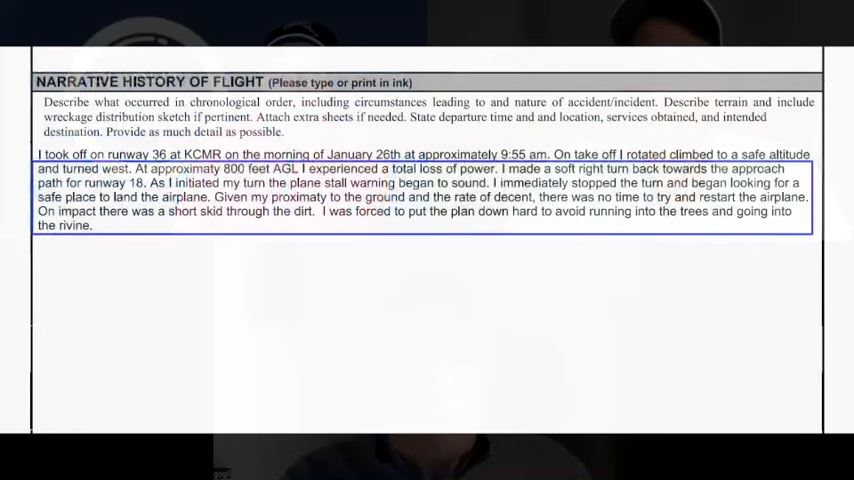 NARRATIVE HISTORY OF FLIGHT (Please type or print in ink)
Describe what occurred in chronological order, including circumstances leading to and nature of accident/incident. Describe terrain and include
wreckage distribution sketch if pertinent. Attach extra sheets if needed. State departure time and and location, services obtained, and intended
destination. Provide as much detail as possible.
I took off on runway 36 at KCMR on the morning of January 26th at approximately 9:55 am. On take off I rotated climbed to a safe altitude
and turned west. At approximaty 800 feet AGL I experienced a total loss of power. I made a soft right turn back towards the approach
path for runway 18. As I initiated my turn the plane stall warning began to sound. I immediately stopped the turn and began looking for a
safe place to land the airplane. Given my proximaty to the ground and the rate of decent, there was no time to try and restart the airplane.
On impact there was a short skid through the dirt. I was forced to put the plan down hard to avoid running into the trees and going into
the rivine.